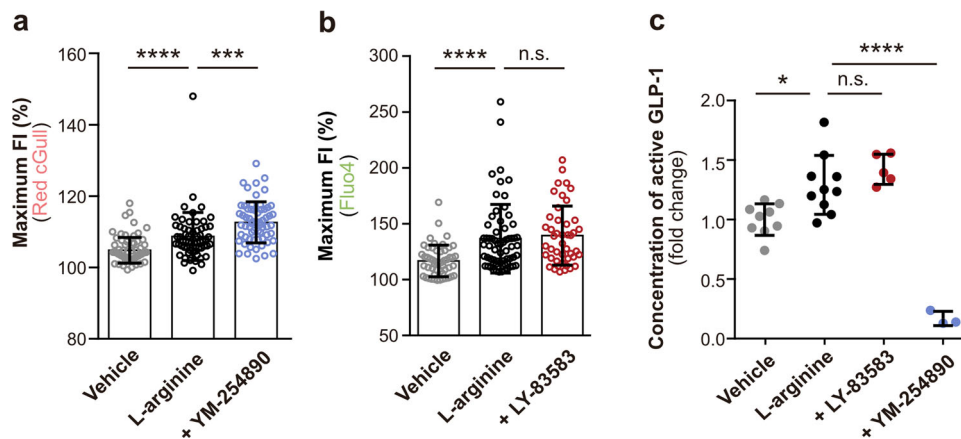 a
**** ***
Maximum FI (%)
(Red cGull)
160
140
120
100
80
Vehicle
L-arginine
+ YM-254890
b
**** n.s.
Maximum FI (%)
(Fluo4)
300
250
200
150
100
50
Vehicle
L-arginine
+ LY-83583
c
****
* n.s.
Concentration of active GLP-1
(fold change)
2.0
1.5
1.0
0.5
0.0
Vehicle
L-arginine
+ LY-83583
+ YM-254890